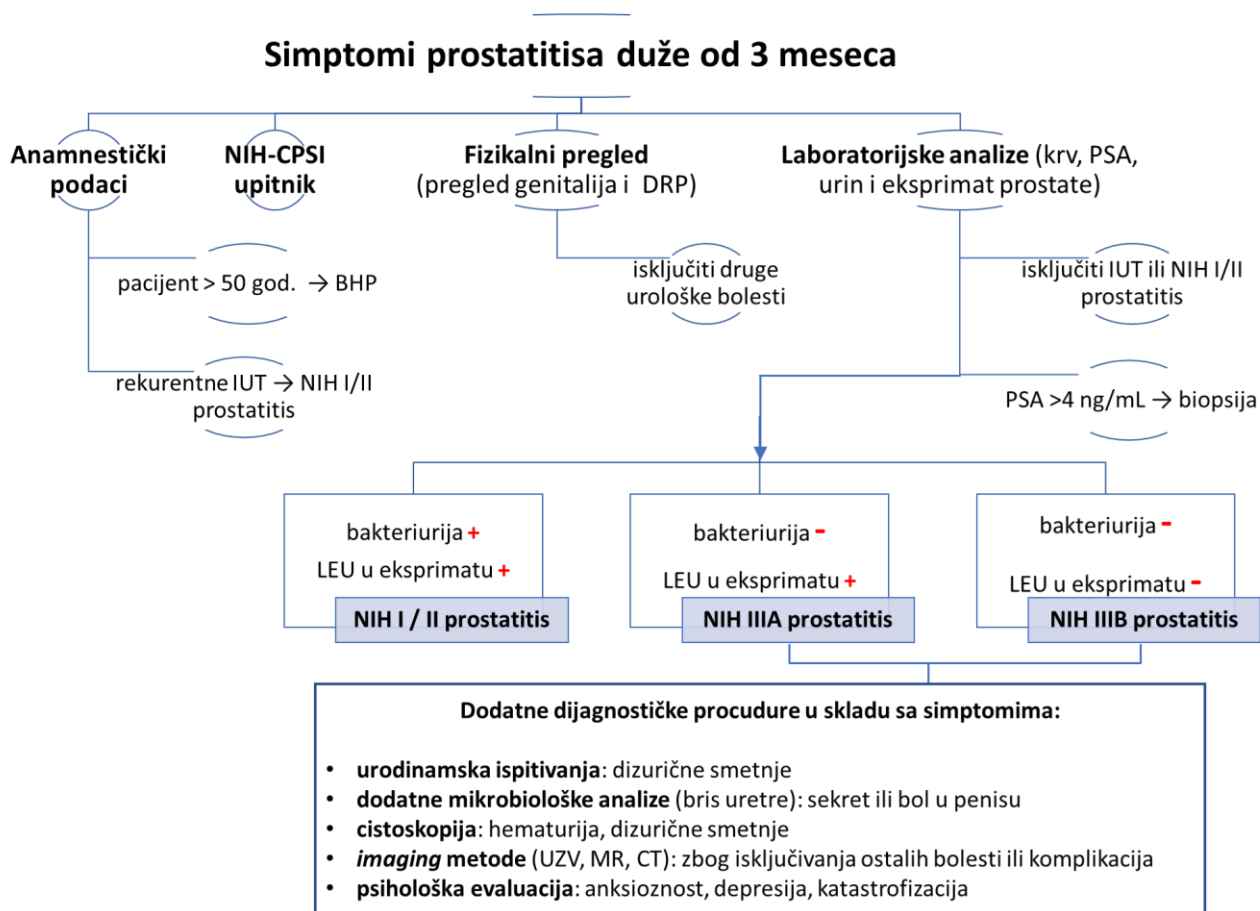 Simptomi prostatitisa duže od 3 meseca
Anamnestički
podaci
NIH-CPSI
upitnik
Fizikalni pregled
(pregled genitalija i DRP)
Laboratorijske analize (krv, PSA,
urin i eksprimat prostate)
pacijent > 50 god. → BHP
isključiti druge
urološke bolesti
isključiti IUT ili NIH I/II
prostatitis
rekurentne IUT → NIH I/II
prostatitis
PSA >4 ng/mL → biopsija
bakteriurija +
LEU u eksprimatu +
NIH I / II prostatitis
bakteriurija -
LEU u eksprimatu +
NIH IIIA prostatitis
bakteriurija -
LEU u eksprimatu -
NIH IIIB prostatitis
Dodatne dijagnostičke procudure u skladu sa simptomima:
• urodinamska ispitivanja: dizurične smetnje
• dodatne mikrobiološke analize (bris uretre): sekret ili bol u penisu
• cistoskopija: hematurija, dizurične smetnje
• imaging metode (UZV, MR, CT): zbog isključivanja ostalih bolesti ili komplikacija
• psihološka evaluacija: anksioznost, depresija, katastrofizacija